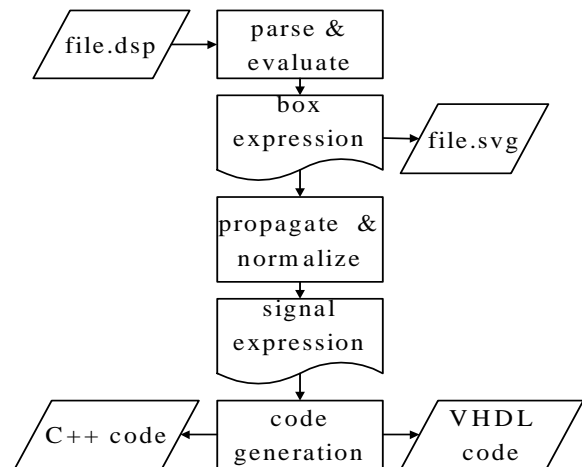 file.dsp
parse &
evaluate
box
expression
file.svg
propagate &
normalize
signal
expression
C++ code
code
generation
VHDL
code